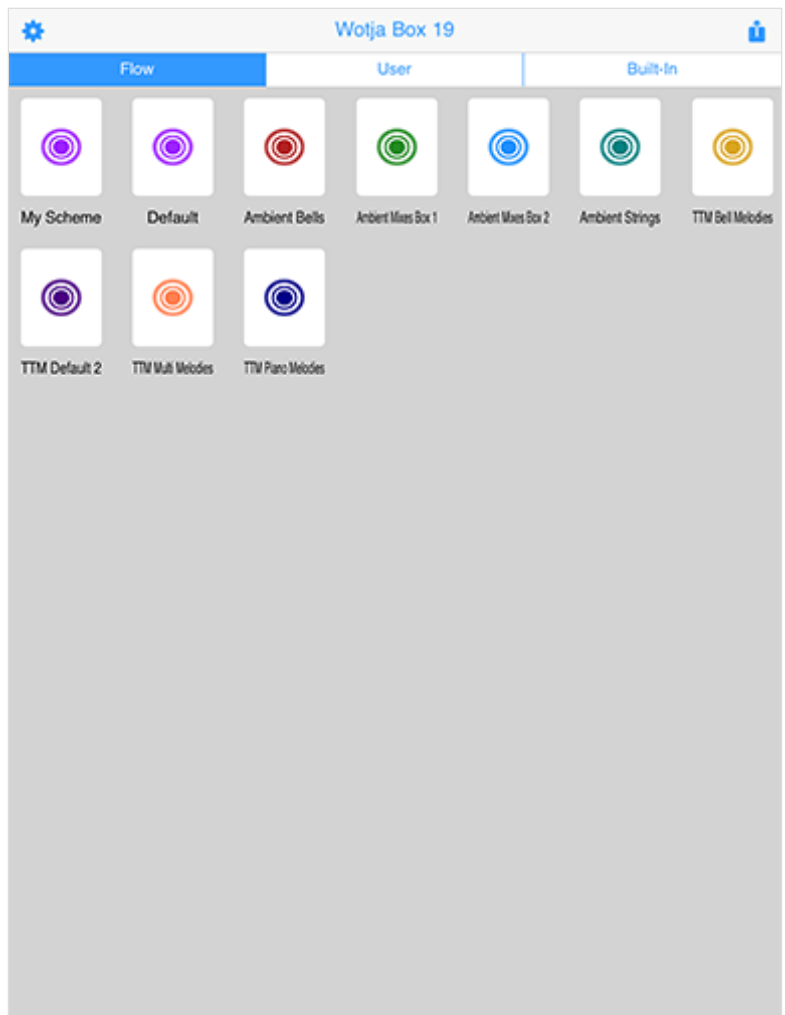 Wotja Box 19
Flow User Built-In
My Scheme Default Ambient Bells Ambient Mixes Box 1 Ambient Mixes Box 2 Ambient Strings TTM Bell Melodies
TTM Default 2 TTM Multi Melodies TTM Piano Melodies